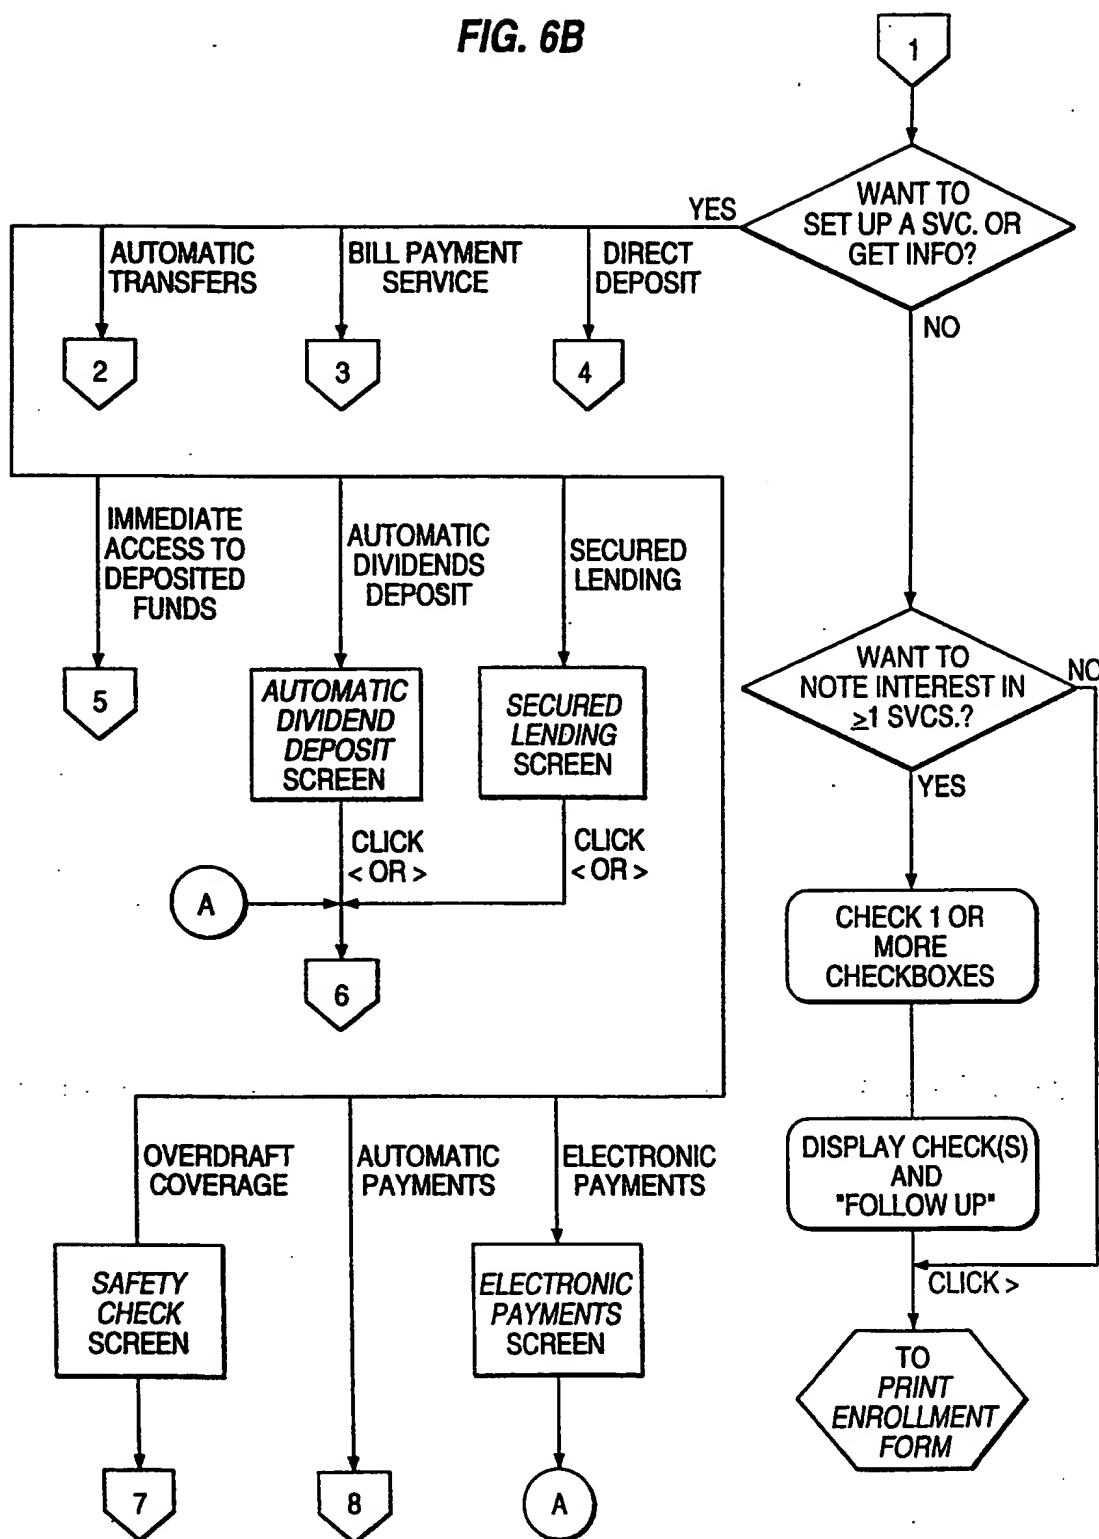 FIG. 6B
1
WANT TO
SET UP A SVC. OR
GET INFO?
YES
NO
AUTOMATIC
TRANSFERS
BILL PAYMENT
SERVICE
DIRECT
DEPOSIT
2
3
4
IMMEDIATE
ACCESS TO
DEPOSITED
FUNDS
AUTOMATIC
DIVIDENDS
DEPOSIT
SECURED
LENDING
5
AUTOMATIC
DIVIDEND
DEPOSIT
SCREEN
SECURED
LENDING
SCREEN
CLICK
< OR >
CLICK
< OR >
A
6
WANT TO
NOTE INTEREST IN
≥1 SVCS.?
NO
YES
CHECK 1 OR
MORE
CHECKBOXES
DISPLAY CHECK(S)
AND
"FOLLOW UP"
CLICK >
TO
PRINT
ENROLLMENT
FORM
OVERDRAFT
COVERAGE
AUTOMATIC
PAYMENTS
ELECTRONIC
PAYMENTS
SAFETY
CHECK
SCREEN
ELECTRONIC
PAYMENTS
SCREEN
7
8
A